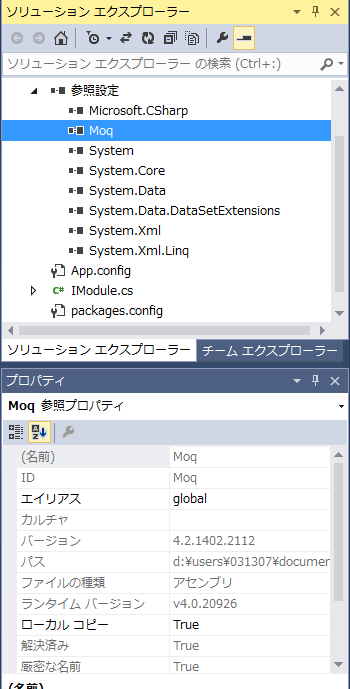 ソリューション エクスプローラー
ソリューション エクスプローラー の検索 (Ctrl+:)
参照設定
Microsoft.CSharp
Moq
System
System.Core
System.Data
System.Data.DataSetExtensions
System.Xml
System.Xml.Linq
App.config
C# IModule.cs
packages.config
ソリューション エクスプローラー チーム エクスプローラー
プロパティ
Moq 参照プロパティ
(名前) Moq
ID Moq
エイリアス global
カルチャ
バージョン 4.2.1402.2112
パス d:¥users¥031307¥documer
ファイルの種類 アセンブリ
ランタイム バージョン v4.0.20926
ローカル コピー True
解決済み True
厳密な名前 True
(名前)